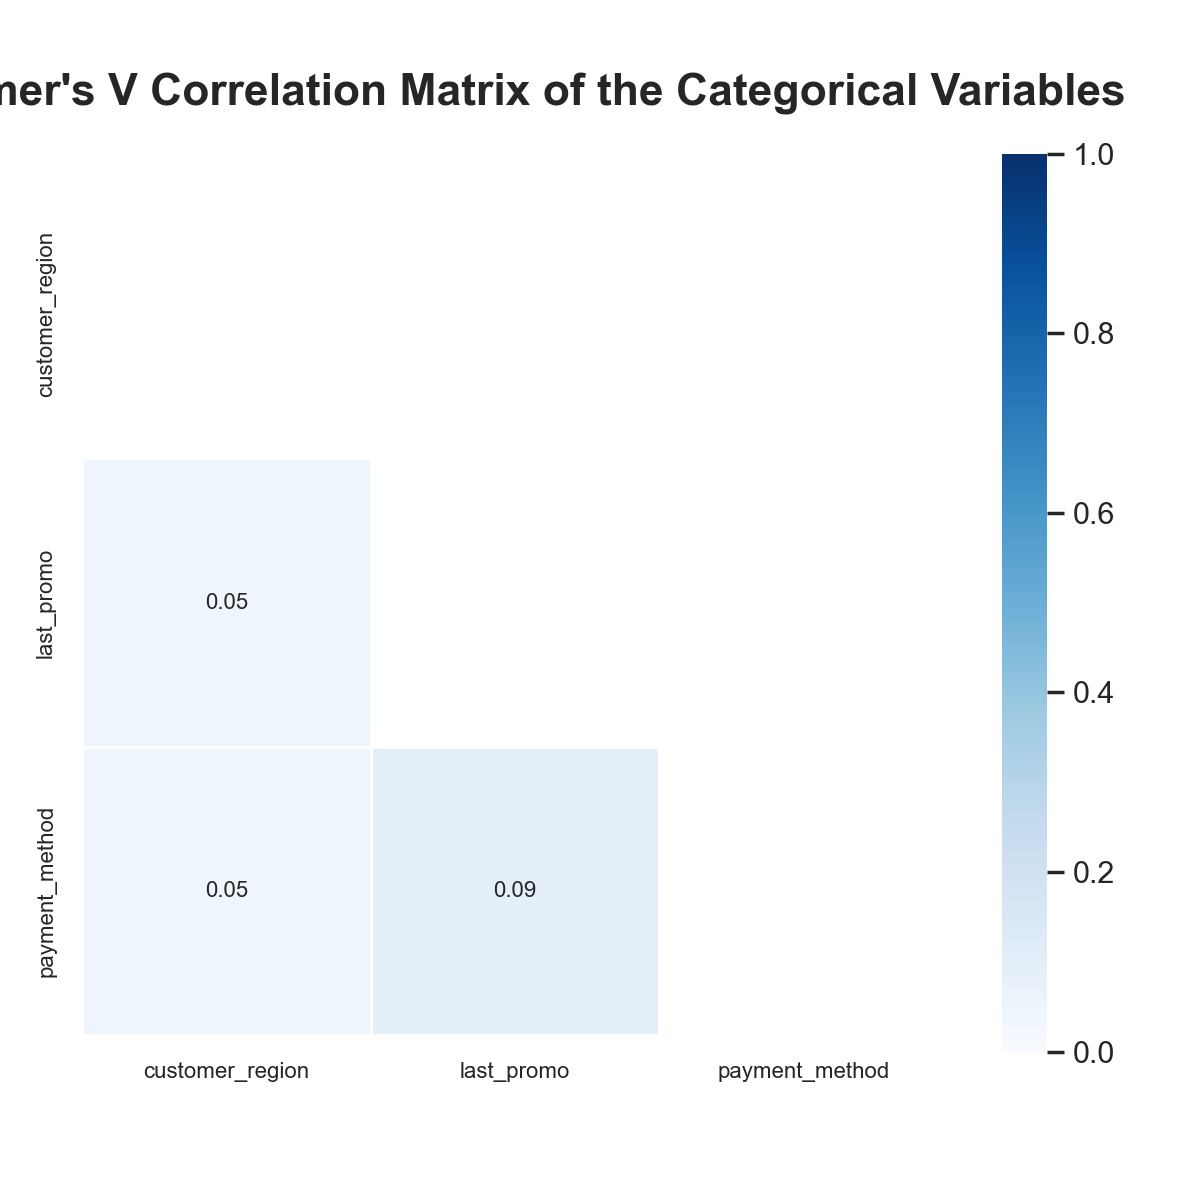 mer's V Correlation Matrix of the Categorical Variables
1.0
0.8
0.6
0.4
0.2
0.0
customer_region
last_promo
payment_method
0.05
0.05
0.09
customer_region
last_promo
payment_method